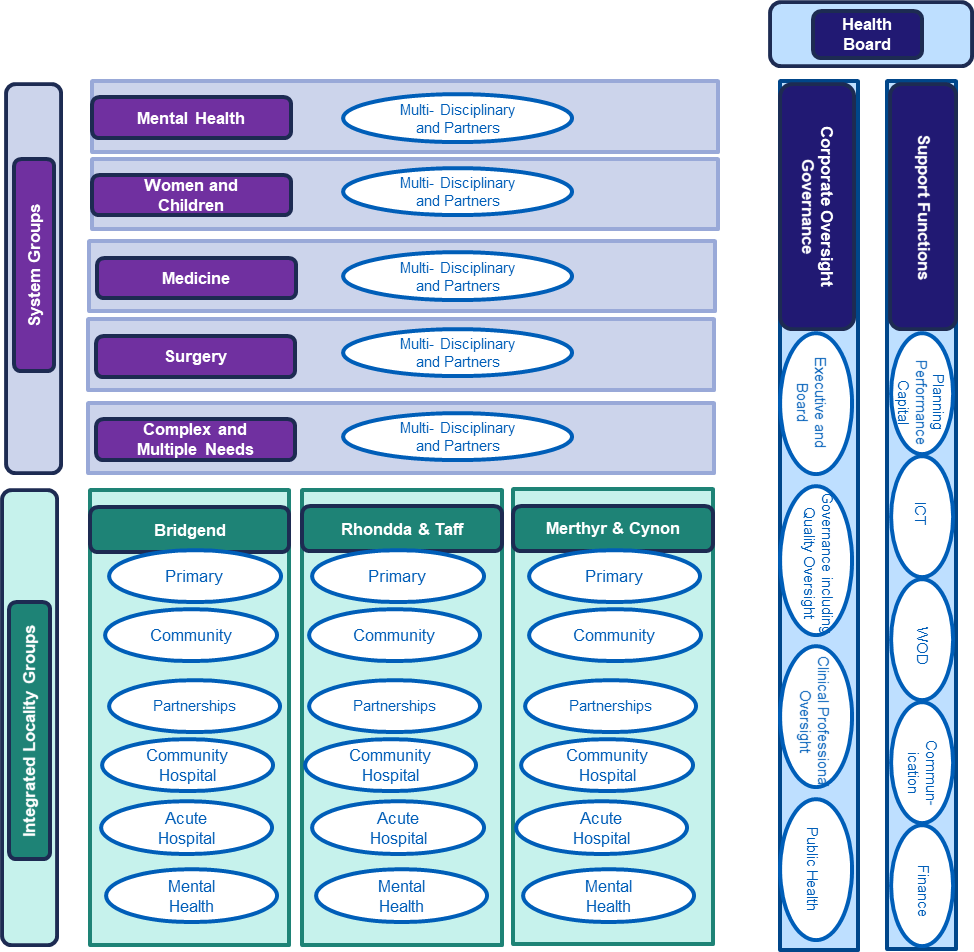 Health
Board
System Groups
Mental Health
Multi- Disciplinary
and Partners
Women and
Children
Multi- Disciplinary
and Partners
Medicine
Multi- Disciplinary
and Partners
Surgery
Multi- Disciplinary
and Partners
Complex and
Multiple Needs
Multi- Disciplinary
and Partners
Integrated Locality Groups
Bridgend
Primary
Community
Partnerships
Community
Hospital
Acute
Hospital
Mental
Health
Rhondda & Taff
Primary
Community
Partnerships
Community
Hospital
Acute
Hospital
Mental
Health
Merthyr & Cynon
Primary
Community
Partnerships
Community
Hospital
Acute
Hospital
Mental
Health
Corporate Oversight
Governance
Executive and
Board
Governance including
Quality Oversight
Clinical Professional
Oversight
Public Health
Support Functions
Planning
Performance
Capital
ICT
WOD
Commun-
ication
Finance